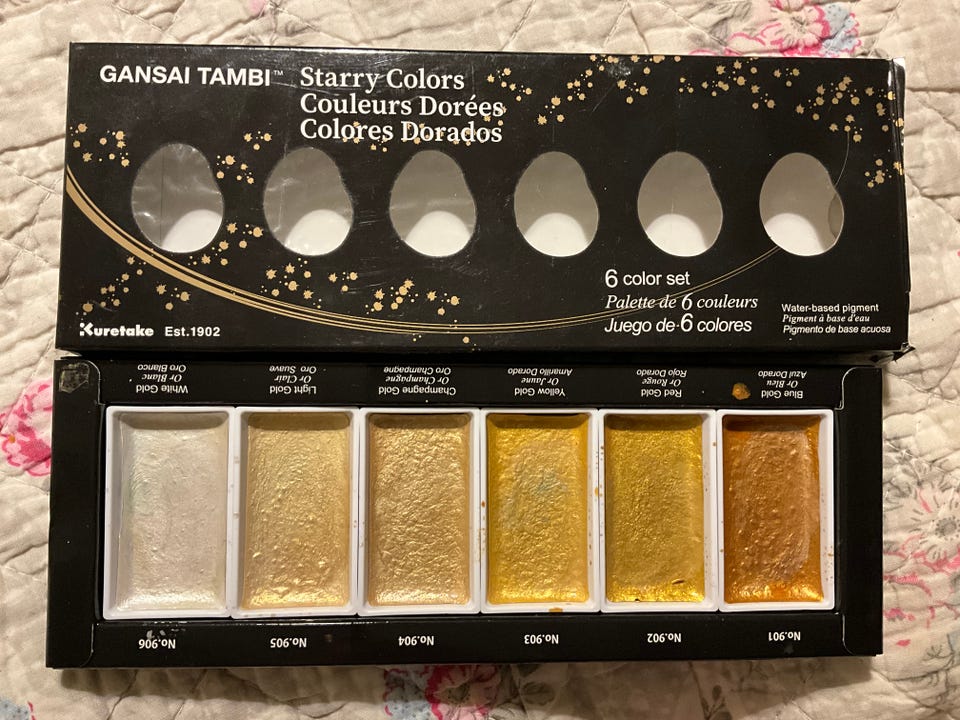 GANSAI TAMBI™
Starry Colors
Couleurs Dorées
Colores Dorados
6 color set
Palette de 6 couleurs
Juego de 6 colores
Water-based pigment
Pigment à base d'eau
Pigmento de base acuosa
Kuretake Est.1902
White Gold
Or Blanc
Oro Blanco
Light Gold
Or Clair
Oro Suave
Champagne Gold
Or Champagne
Oro Champagne
Yellow Gold
Or Jaune
Amarillo Dorado
Red Gold
Or Rouge
Rojo Dorado
Blue Gold
Or Bleu
Azul Dorado
No.906
No.905
No.904
No.903
No.902
No.901